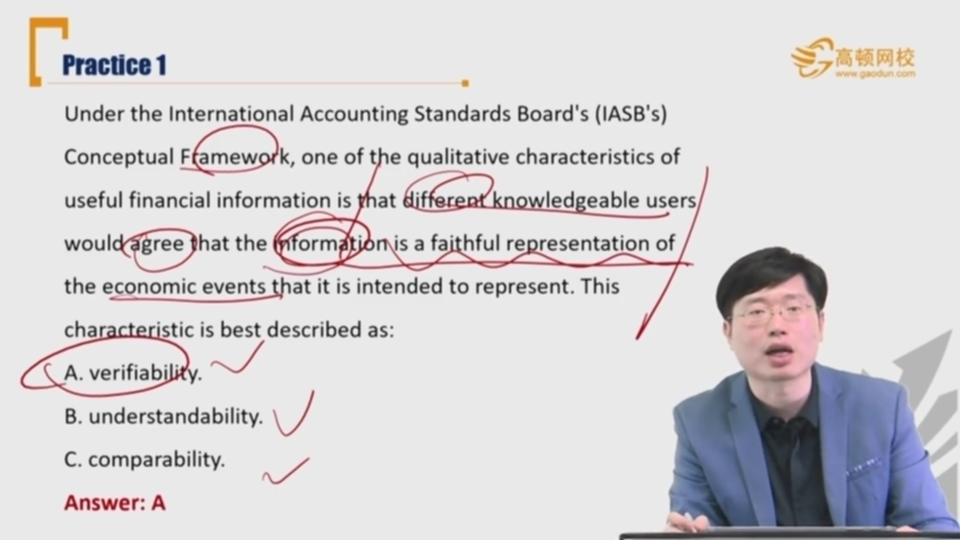 Practice 1
高顿网校
www.gaodun.com
Under the International Accounting Standards Board's (IASB's)
Conceptual Framework, one of the qualitative characteristics of
useful financial information is that different knowledgeable users
would agree that the information is a faithful representation of
the economic events that it is intended to represent. This
characteristic is best described as:
A. verifiability.
B. understandability.
C. comparability.
Answer: A